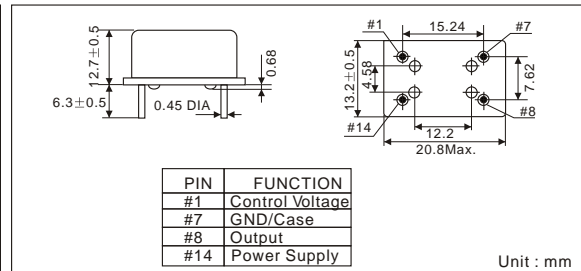 12.7±0.5
6.3±0.5
0.45 DIA
0.68
#1
15.24
#7
13.2±0.5
4.58
7.62
#14
#8
12.2
20.8Max.
PIN FUNCTION
#1 Control Voltage
#7 GND/Case
#8 Output
#14 Power Supply
Unit : mm